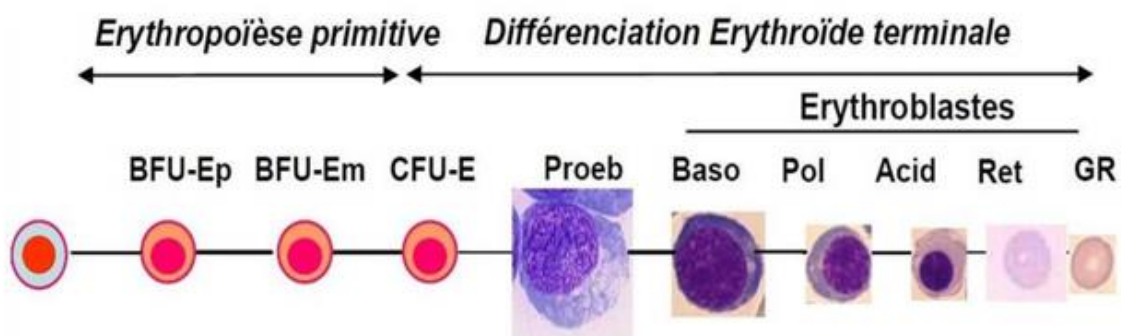 Erythropoïèse primitive Différenciation Erythroïde terminale
Erythroblastes
BFU-Ep BFU-Em CFU-E Proeb Baso Pol Acid Ret GR